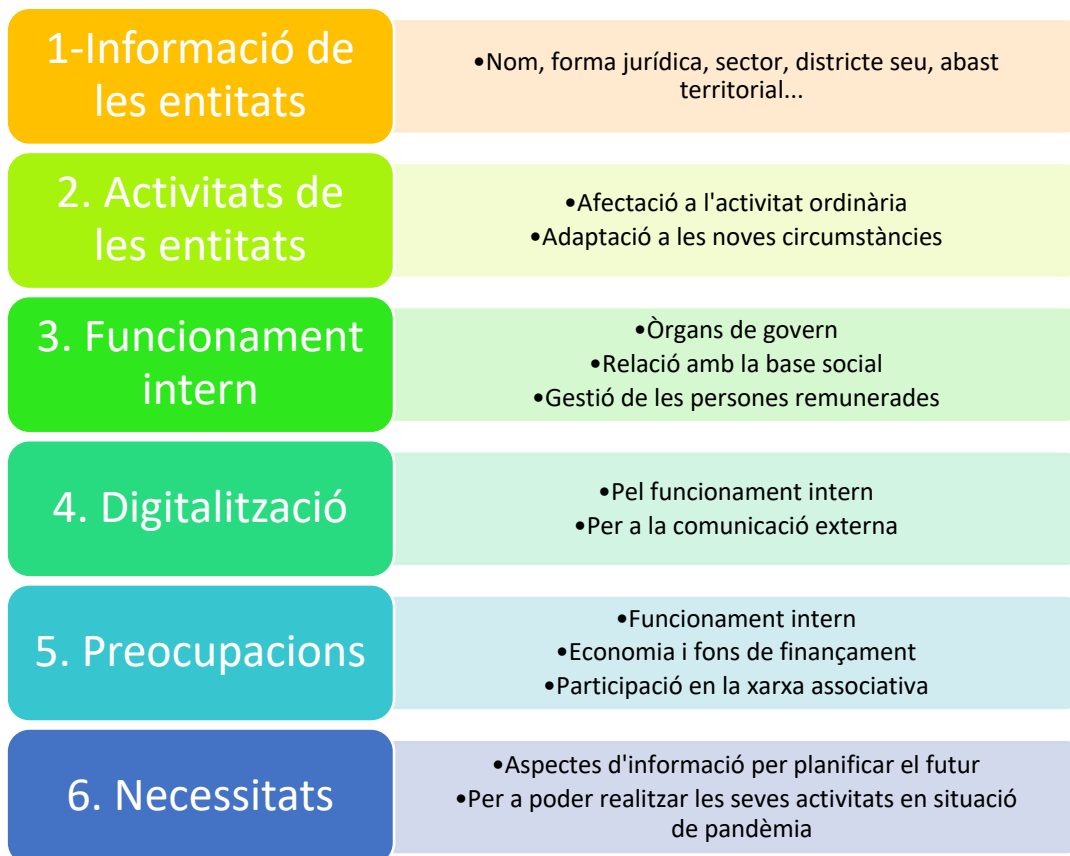 1-Informació de
les entitats
•Nom, forma jurídica, sector, districte seu, abast
territorial...
2. Activitats de
les entitats
•Afectació a l'activitat ordinària
•Adaptació a les noves circumstàncies
3. Funcionament
intern
•Òrgans de govern
•Relació amb la base social
•Gestió de les persones remunerades
4. Digitalització
•Pel funcionament intern
•Per a la comunicació externa
5. Preocupacions
•Funcionament intern
•Economia i fons de finançament
•Participació en la xarxa associativa
6. Necessitats
•Aspectes d'informació per planificar el futur
•Per a poder realitzar les seves activitats en situació
de pandèmia